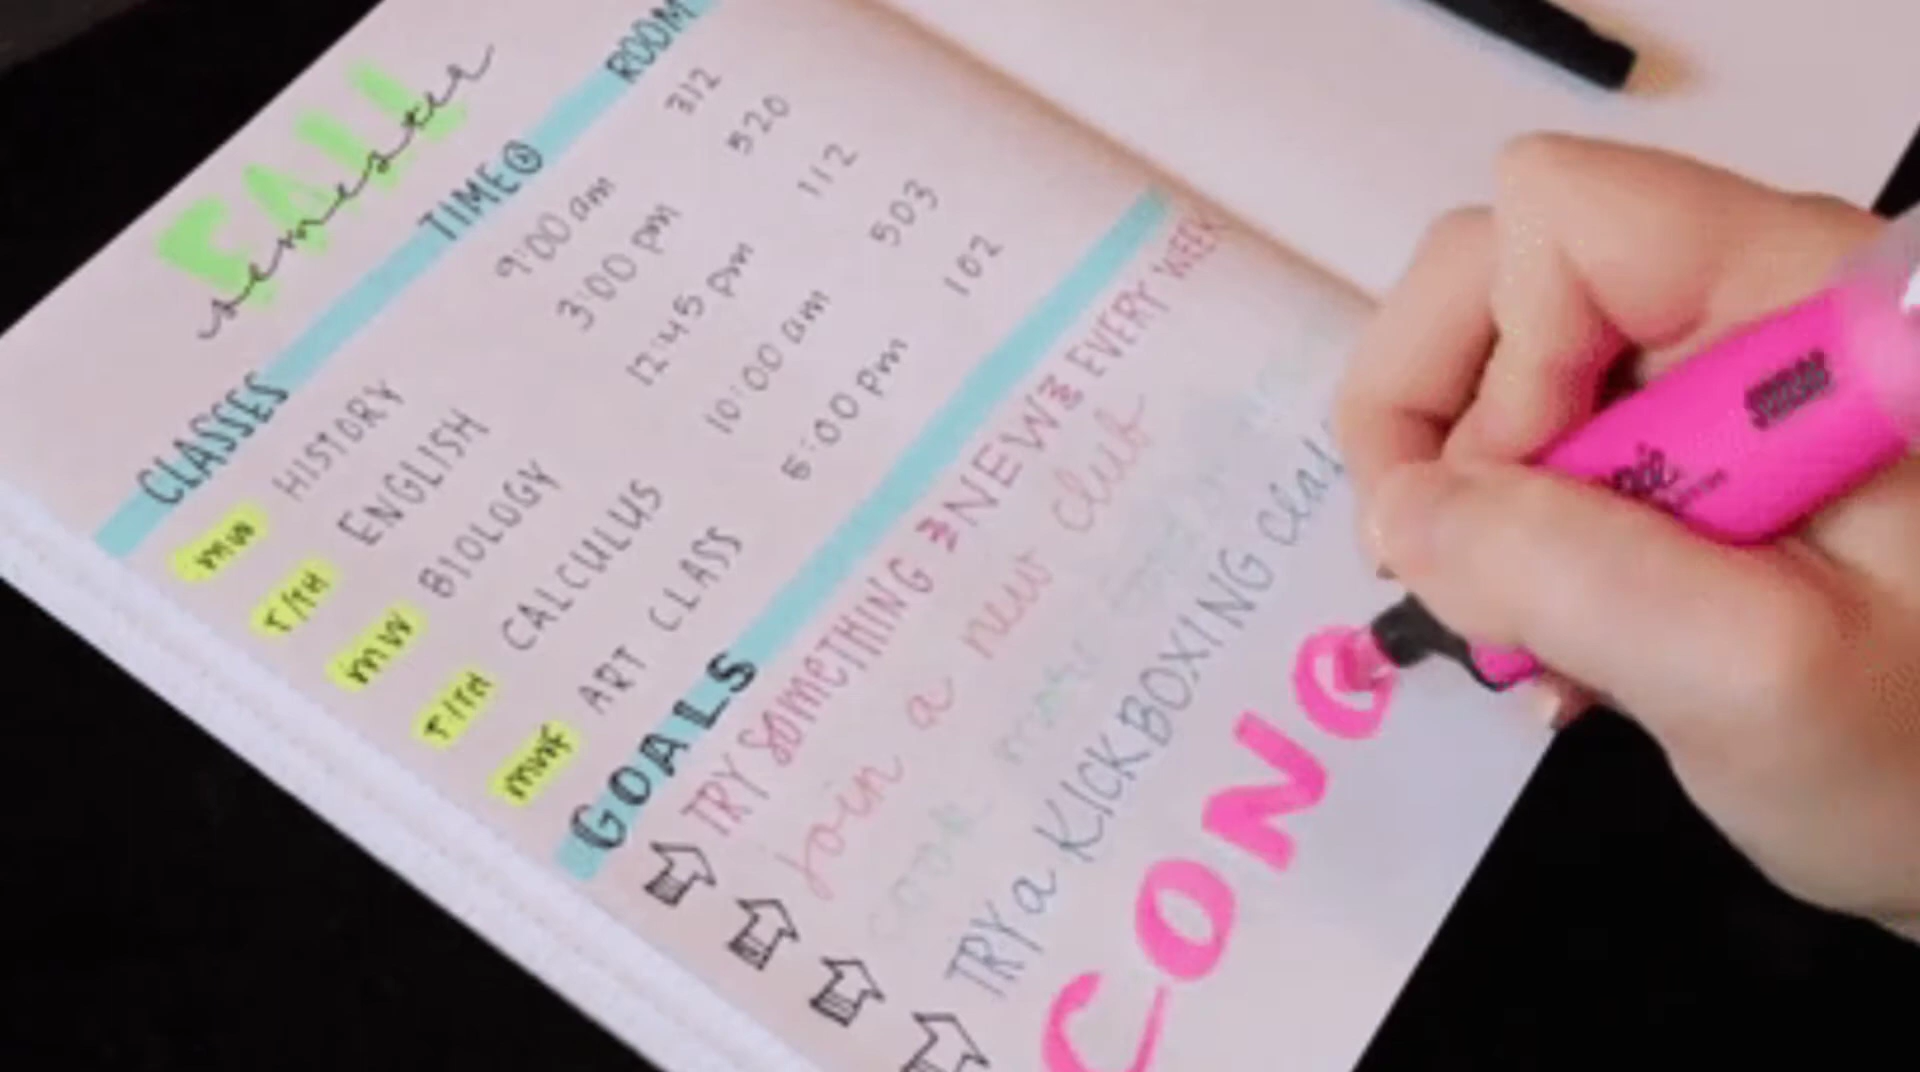 FALL
semester
CLASSES TIME ROOM
MW HISTORY 9:00 am 312
T/TH ENGLISH 3:00 pm 520
MW BIOLOGY 12:45 pm 112
T/TH CALCULUS 10:00 am 503
MWF ART CLASS 5:00 pm 102
GOALS
TRY SOMETHING NEW EVERY WEEK
Join a new club
cook more
TRY a KICKBOXING class
CONG